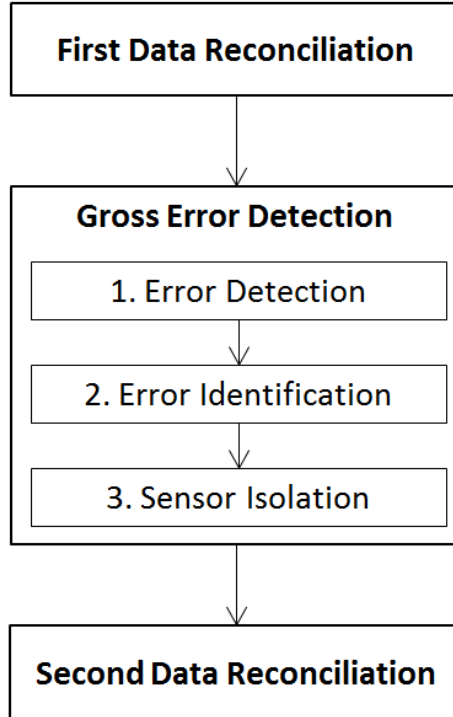 First Data Reconciliation
Gross Error Detection
1. Error Detection
2. Error Identification
3. Sensor Isolation
Second Data Reconciliation